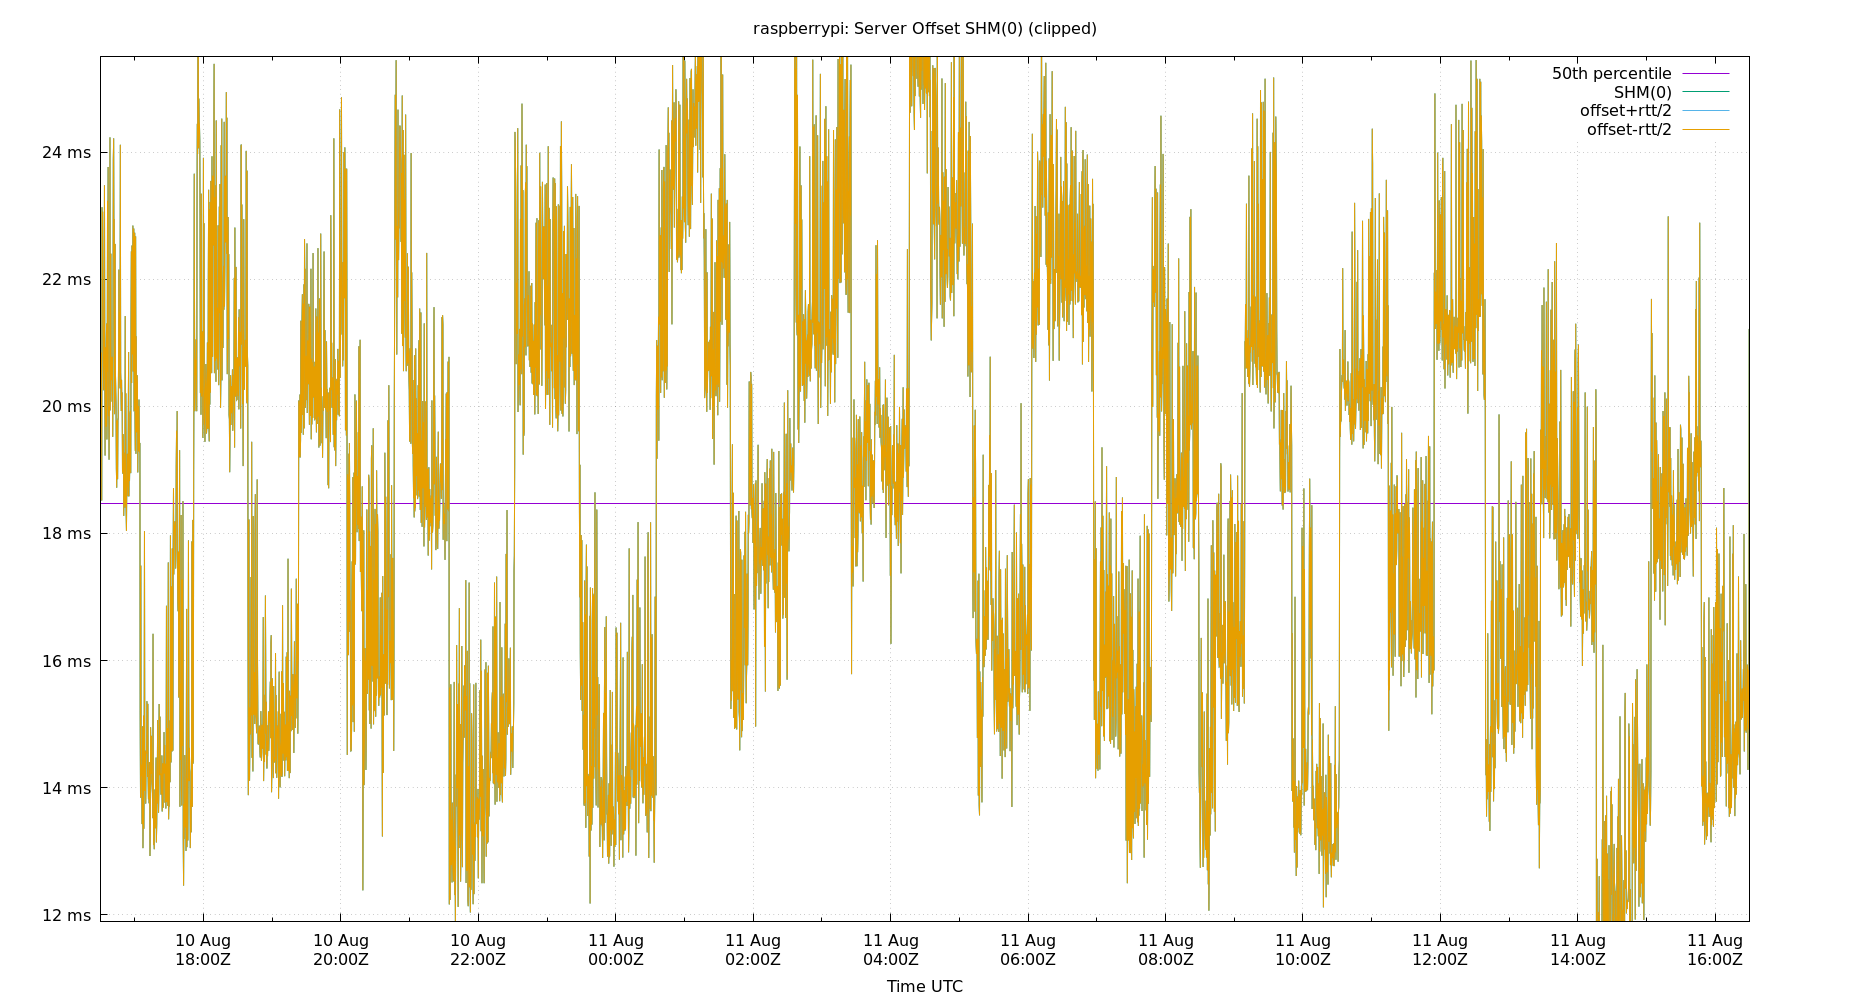 raspberrypi: Server Offset SHM(0) (clipped)
50th percentile
SHM(0)
offset+rtt/2
offset-rtt/2
24 ms
22 ms
20 ms
18 ms
16 ms
14 ms
12 ms
10 Aug 10 Aug 10 Aug 11 Aug 11 Aug 11 Aug 11 Aug 11 Aug 11 Aug 11 Aug 11 Aug 11 Aug
18:00Z 20:00Z 22:00Z 00:00Z 02:00Z 04:00Z 06:00Z 08:00Z 10:00Z 12:00Z 14:00Z 16:00Z
Time UTC